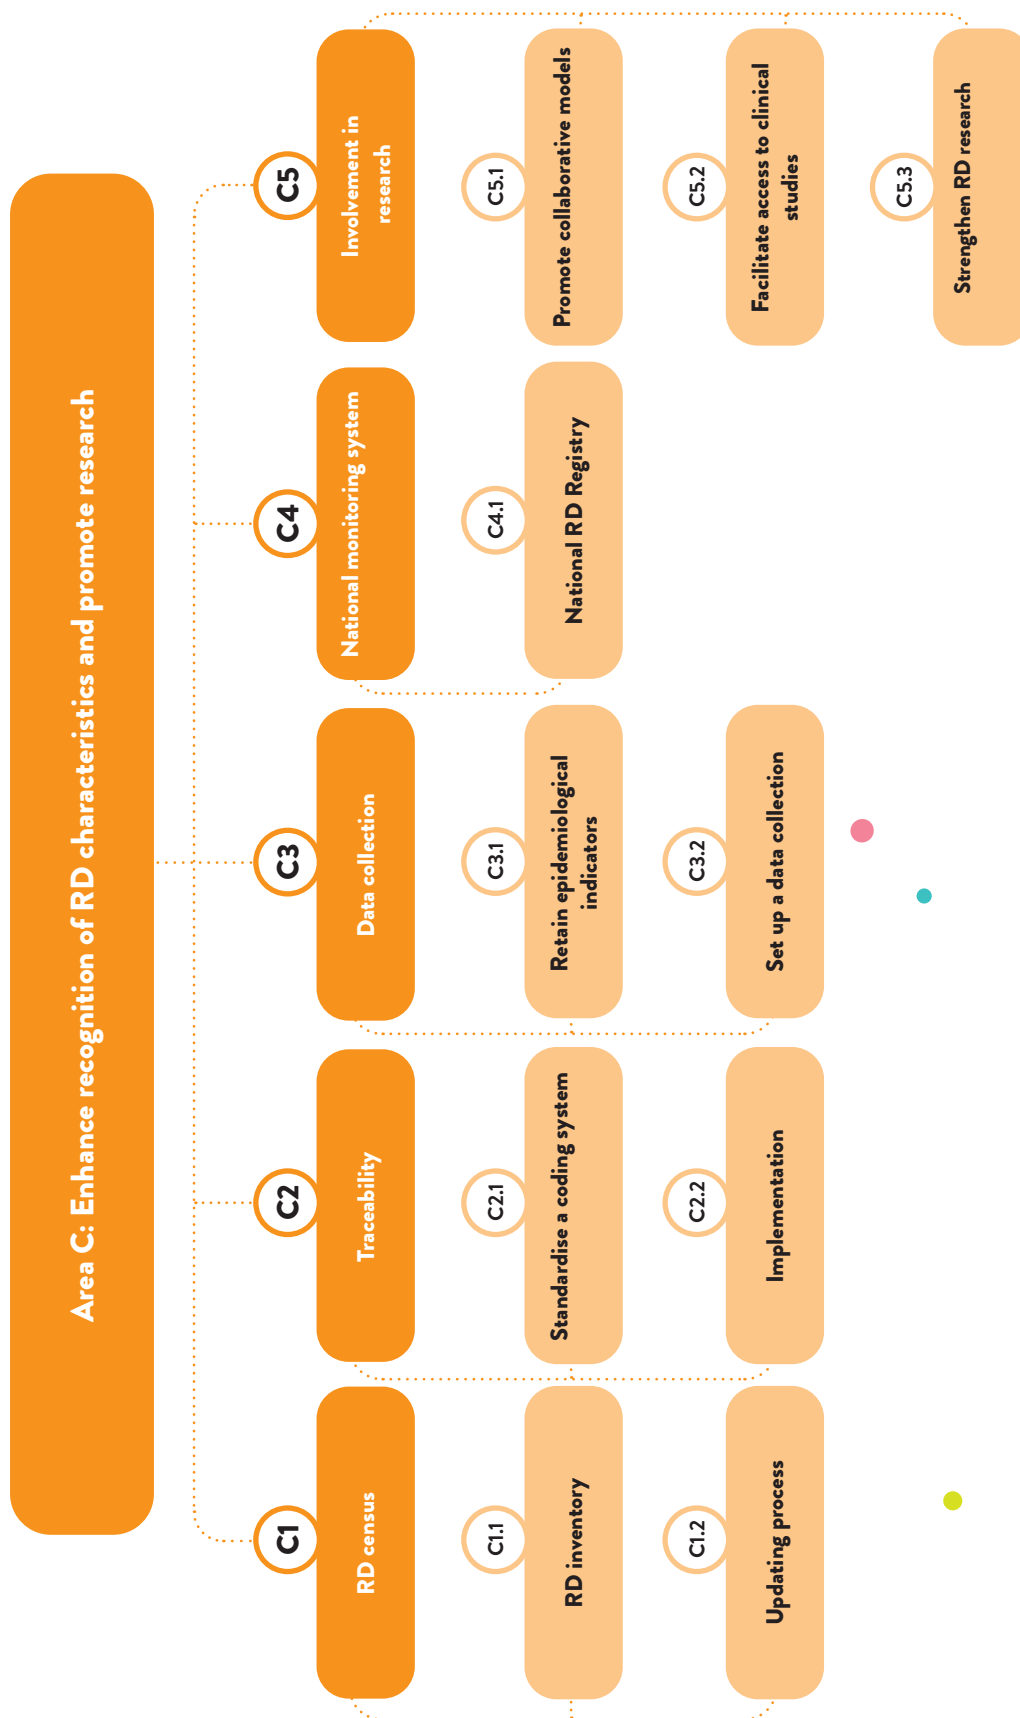 Area C: Enhance recognition of RD characteristics and promote research
C1
RD census
C1.1
RD inventory
C1.2
Updating process
C2
Traceability
C2.1
Standardise a coding system
C2.2
Implementation
C3
Data collection
C3.1
Retain epidemiological
indicators
C3.2
Set up a data collection
C4
National monitoring system
C4.1
National RD Registry
C5
Involvement in
research
C5.1
Promote collaborative models
C5.2
Facilitate access to clinical
studies
C5.3
Strengthen RD research